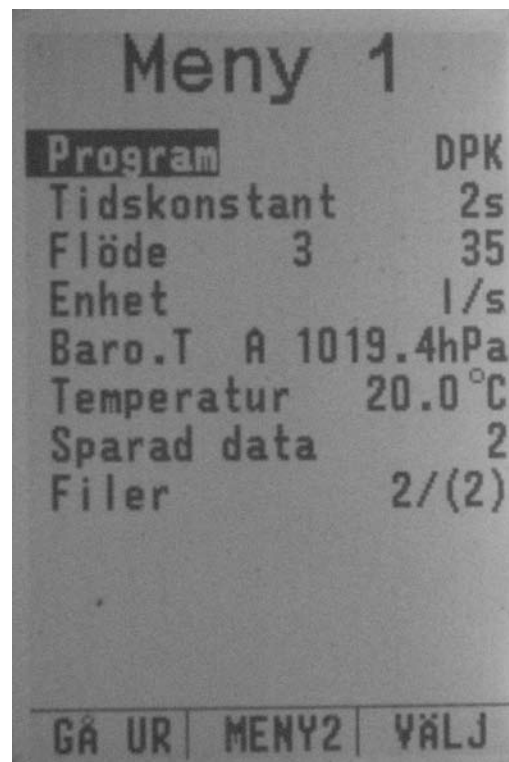 Meny 1
Program DPK
Tidskonstant 2s
Flöde 3 35
Enhet l/s
Baro.T A 1019.4hPa
Temperatur 20.0°C
Sparad data 2
Filer 2/(2)
GÅ UR MENY2 VÄLJ